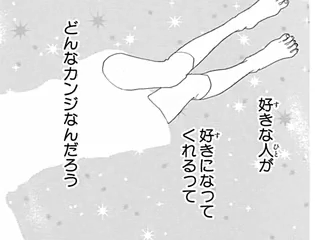 好きな人が
好きになって
くれるって
どんなカンジなんだろう